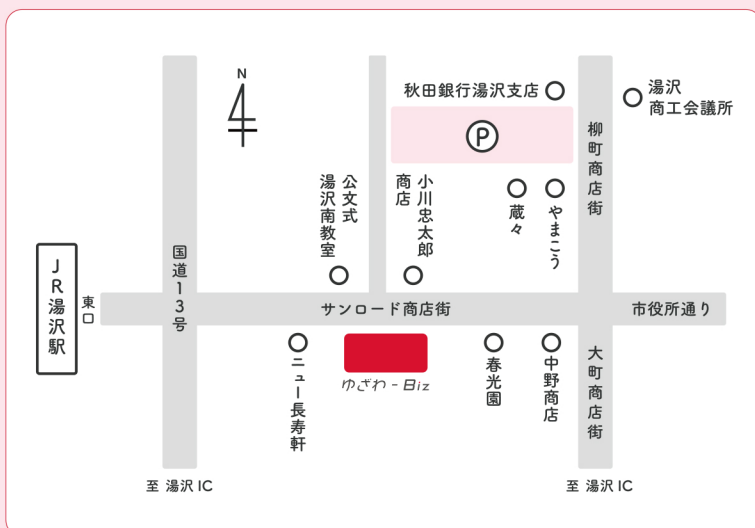 N
秋田銀行湯沢支店
湯沢
商工会議所
P
柳町商店街
公文式
湯沢南教室
小川忠太郎
商店
蔵々
やまこう
国道13号
JR湯沢駅
東口
サンロード商店街
市役所通り
ニュー長寿軒
ゆざわ-Biz
春光園
中野商店
大町商店街
至 湯沢 IC
至 湯沢 IC